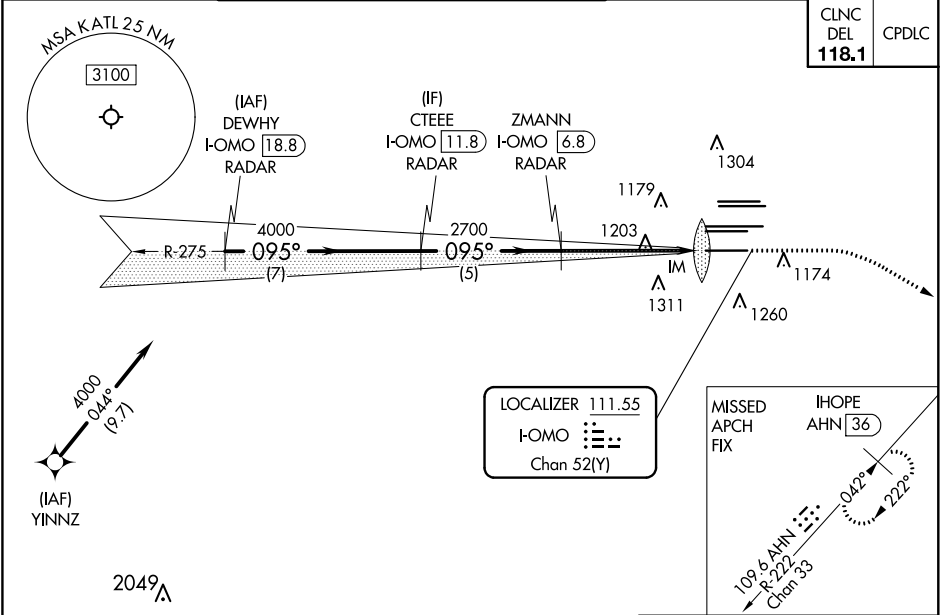 MSA KATL 25 NM
3100
CLNC
DEL
118.1
CPDLC
(IAF)
DEWHY
I-OMO 18.8
RADAR
(IF)
CTEEE
I-OMO 11.8
RADAR
ZMANN
I-OMO 6.8
RADAR
1304
1179
1203
4000
2700
R-275
095°
095°
(7)
(5)
IM
1311
1174
1260
4000
044°
(9.7)
(IAF)
YINNZ
2049
LOCALIZER 111.55
I-OMO
Chan 52(Y)
MISSED
APCH
FIX
IHOPE
AHN 36
042°
222°
109.6 AHN
R-222
Chan 33